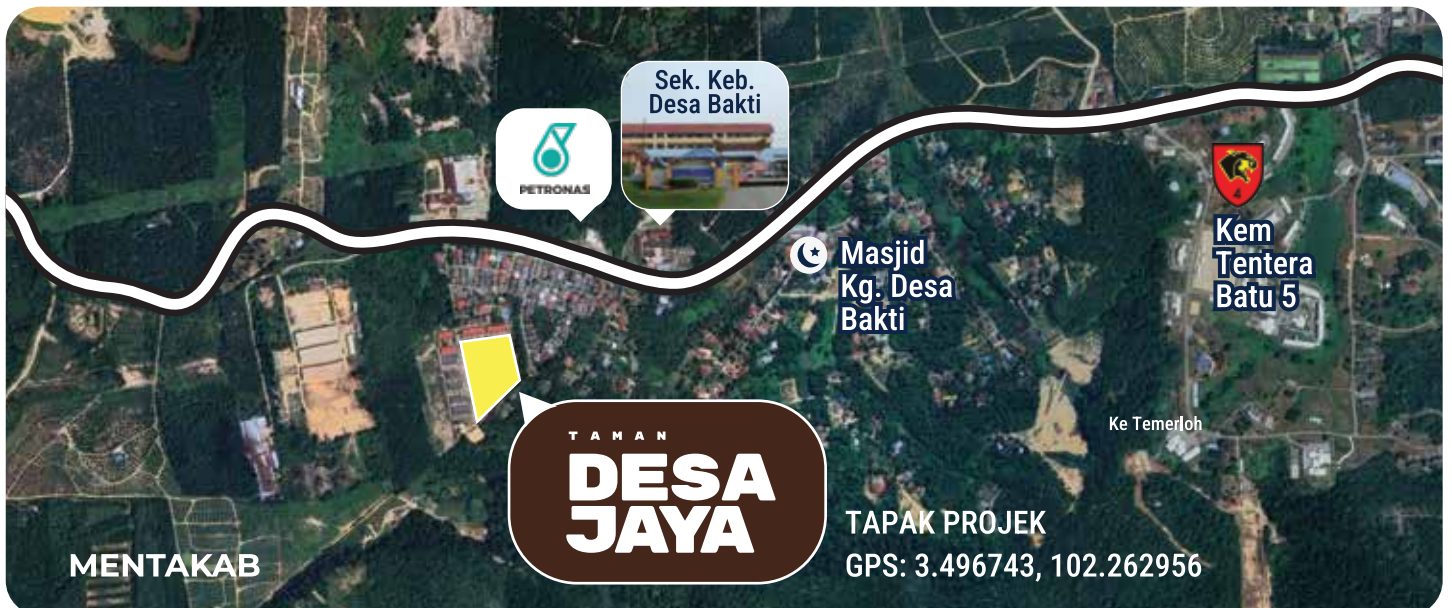 Sek. Keb.
Desa Bakti
PETRONAS
4
Kem
Tentera
Batu 5
Masjid
Kg. Desa
Bakti
Ke Temerloh
TAMAN
DESA
JAYA
TAPAK PROJEK
GPS: 3.496743, 102.262956
MENTAKAB